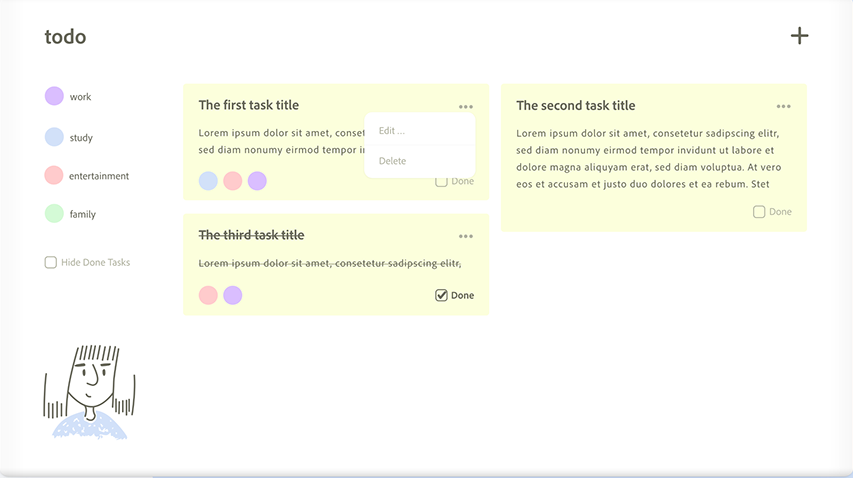 todo
+
work
study
entertainment
family
Hide Done Tasks
The first task title
Lorem ipsum dolor sit amet,
sed diam nonumy eirmod tempor
Edit ...
Delete
Done
The second task title
Lorem ipsum dolor sit amet, consetetur sadipscing elitr,
sed diam nonumy eirmod tempor invidunt ut labore et
dolore magna aliquyam erat, sed diam voluptua. At vero
eos et accusam et justo duo dolores et ea rebum. Stet
Done
The third task title
Lorem ipsum dolor sit amet, consetetur sadipscing elitr,
Done